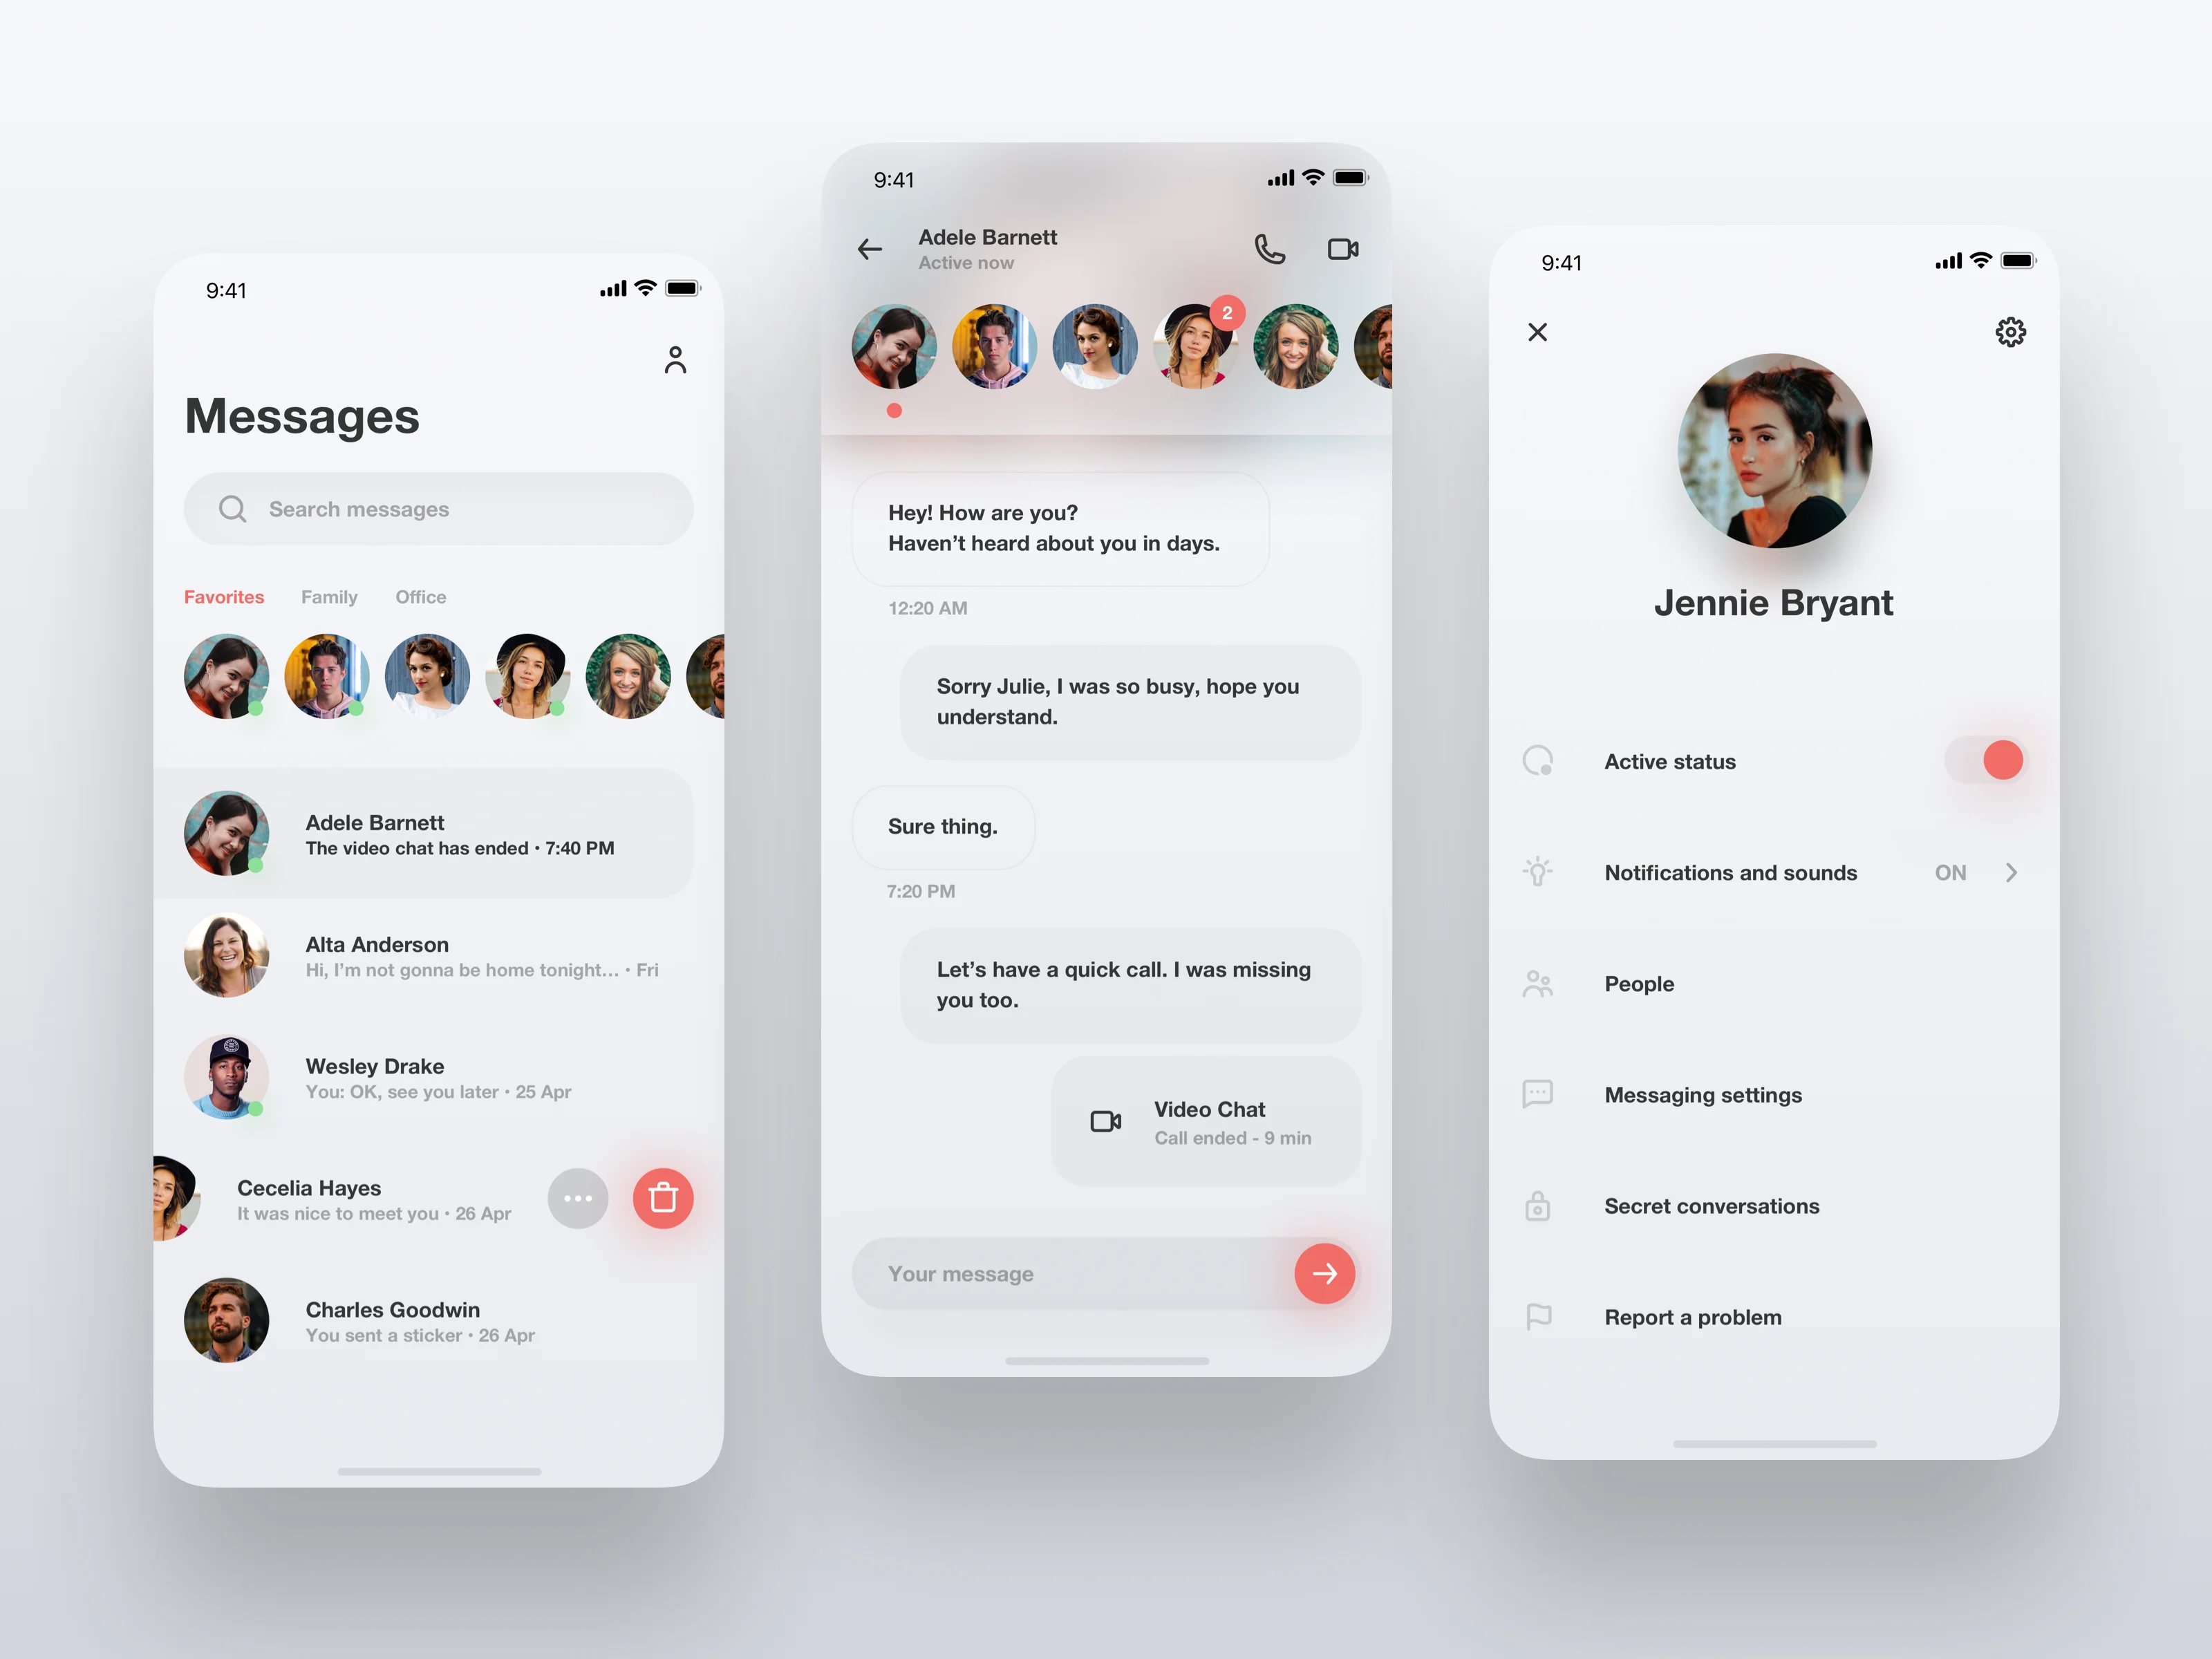 9:41
Messages
Search messages
Favorites Family Office
Adele Barnett
The video chat has ended • 7:40 PM
Alta Anderson
Hi, I’m not gonna be home tonight... • Fri
Wesley Drake
You: OK, see you later • 25 Apr
Cecelia Hayes
It was nice to meet you • 26 Apr
Charles Goodwin
You sent a sticker • 26 Apr
9:41
Adele Barnett
Active now
2
Hey! How are you?
Haven’t heard about you in days.
12:20 AM
Sorry Julie, I was so busy, hope you
understand.
Sure thing.
7:20 PM
Let’s have a quick call. I was missing
you too.
Video Chat
Call ended - 9 min
Your message
9:41
Jennie Bryant
Active status
Notifications and sounds ON
People
Messaging settings
Secret conversations
Report a problem